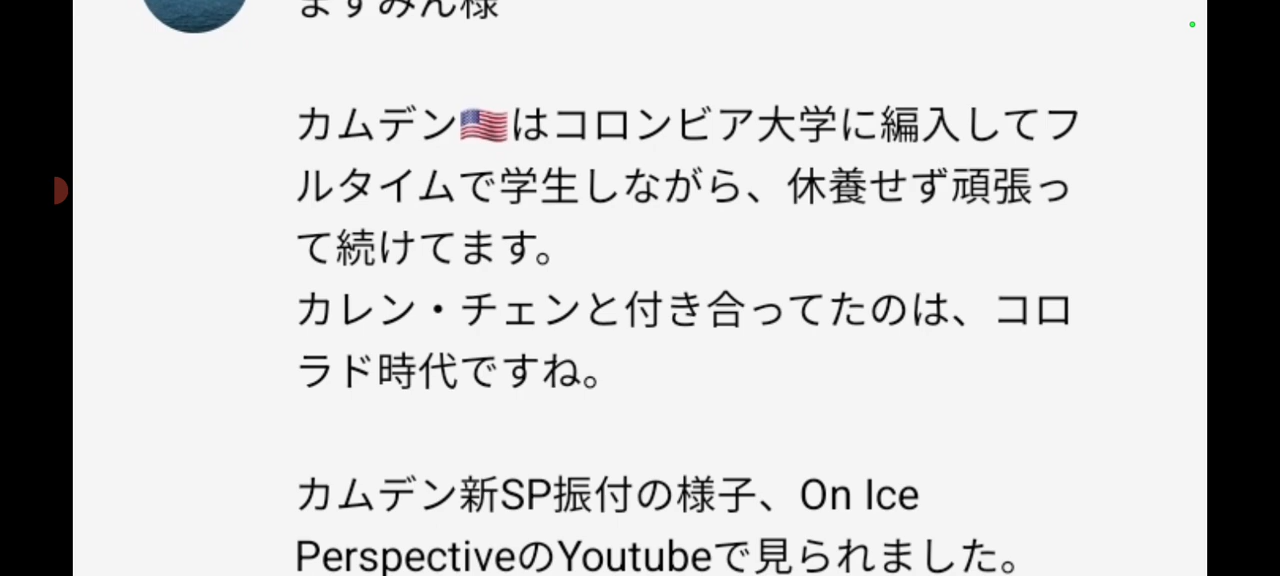 ますみん様
カムデン🇺🇸はコロンビア大学に編入してフ
ルタイムで学生しながら、休養せず頑張っ
て続けてます。
カレン・チェンと付き合ってたのは、コロ
ラド時代ですね。
カムデン新SP振付の様子、On Ice
PerspectiveのYoutubeで見られました。